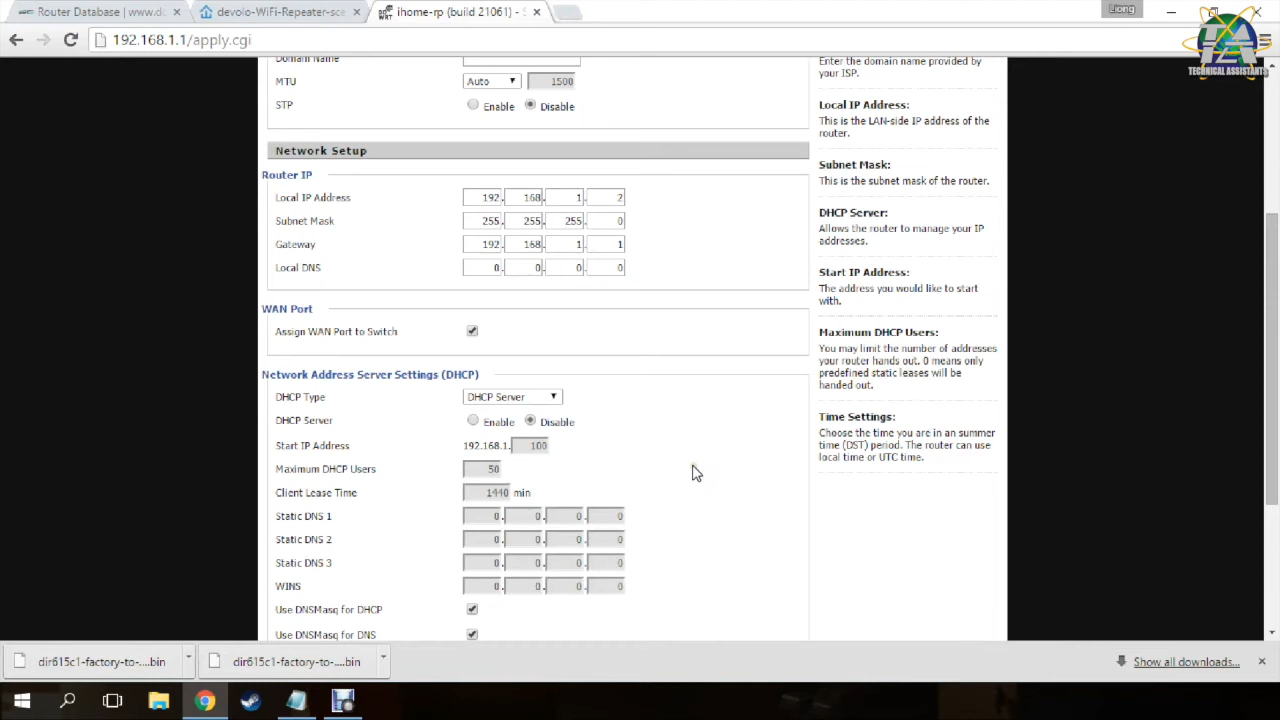 Router Database | www.d
devolo-WiFi-Repeater-sce
ihome-rp (build 21061) - S
Liong
192.168.1.1/apply.cgi
TECHNICAL ASSISTANTS
Domain Name
MTU Auto 1500
STP Enable Disable
Network Setup
Router IP
Local IP Address 192. 168. 1. 2
Subnet Mask 255. 255. 255. 0
Gateway 192. 168. 1. 1
Local DNS 0. 0. 0. 0
WAN Port
Assign WAN Port to Switch
Network Address Server Settings (DHCP)
DHCP Type DHCP Server
DHCP Server Enable Disable
Start IP Address 192.168.1. 100
Maximum DHCP Users 50
Client Lease Time 1440 min
Static DNS 1 0. 0. 0. 0
Static DNS 2 0. 0. 0. 0
Static DNS 3 0. 0. 0. 0
WINS 0. 0. 0. 0
Use DNSMasq for DHCP
Use DNSMasq for DNS
Enter the domain name provided by
your ISP.
Local IP Address:
This is the LAN-side IP address of the
router.
Subnet Mask:
This is the subnet mask of the router.
DHCP Server:
Allows the router to manage your IP
addresses.
Start IP Address:
The address you would like to start
with.
Maximum DHCP Users:
You may limit the number of addresses
your router hands out. 0 means only
predefined static leases will be
handed out.
Time Settings:
Choose the time you are in an summer
time (DST) period. The router can use
local time or UTC time.
dir615c1-factory-to-....bin
dir615c1-factory-to-....bin
Show all downloads...